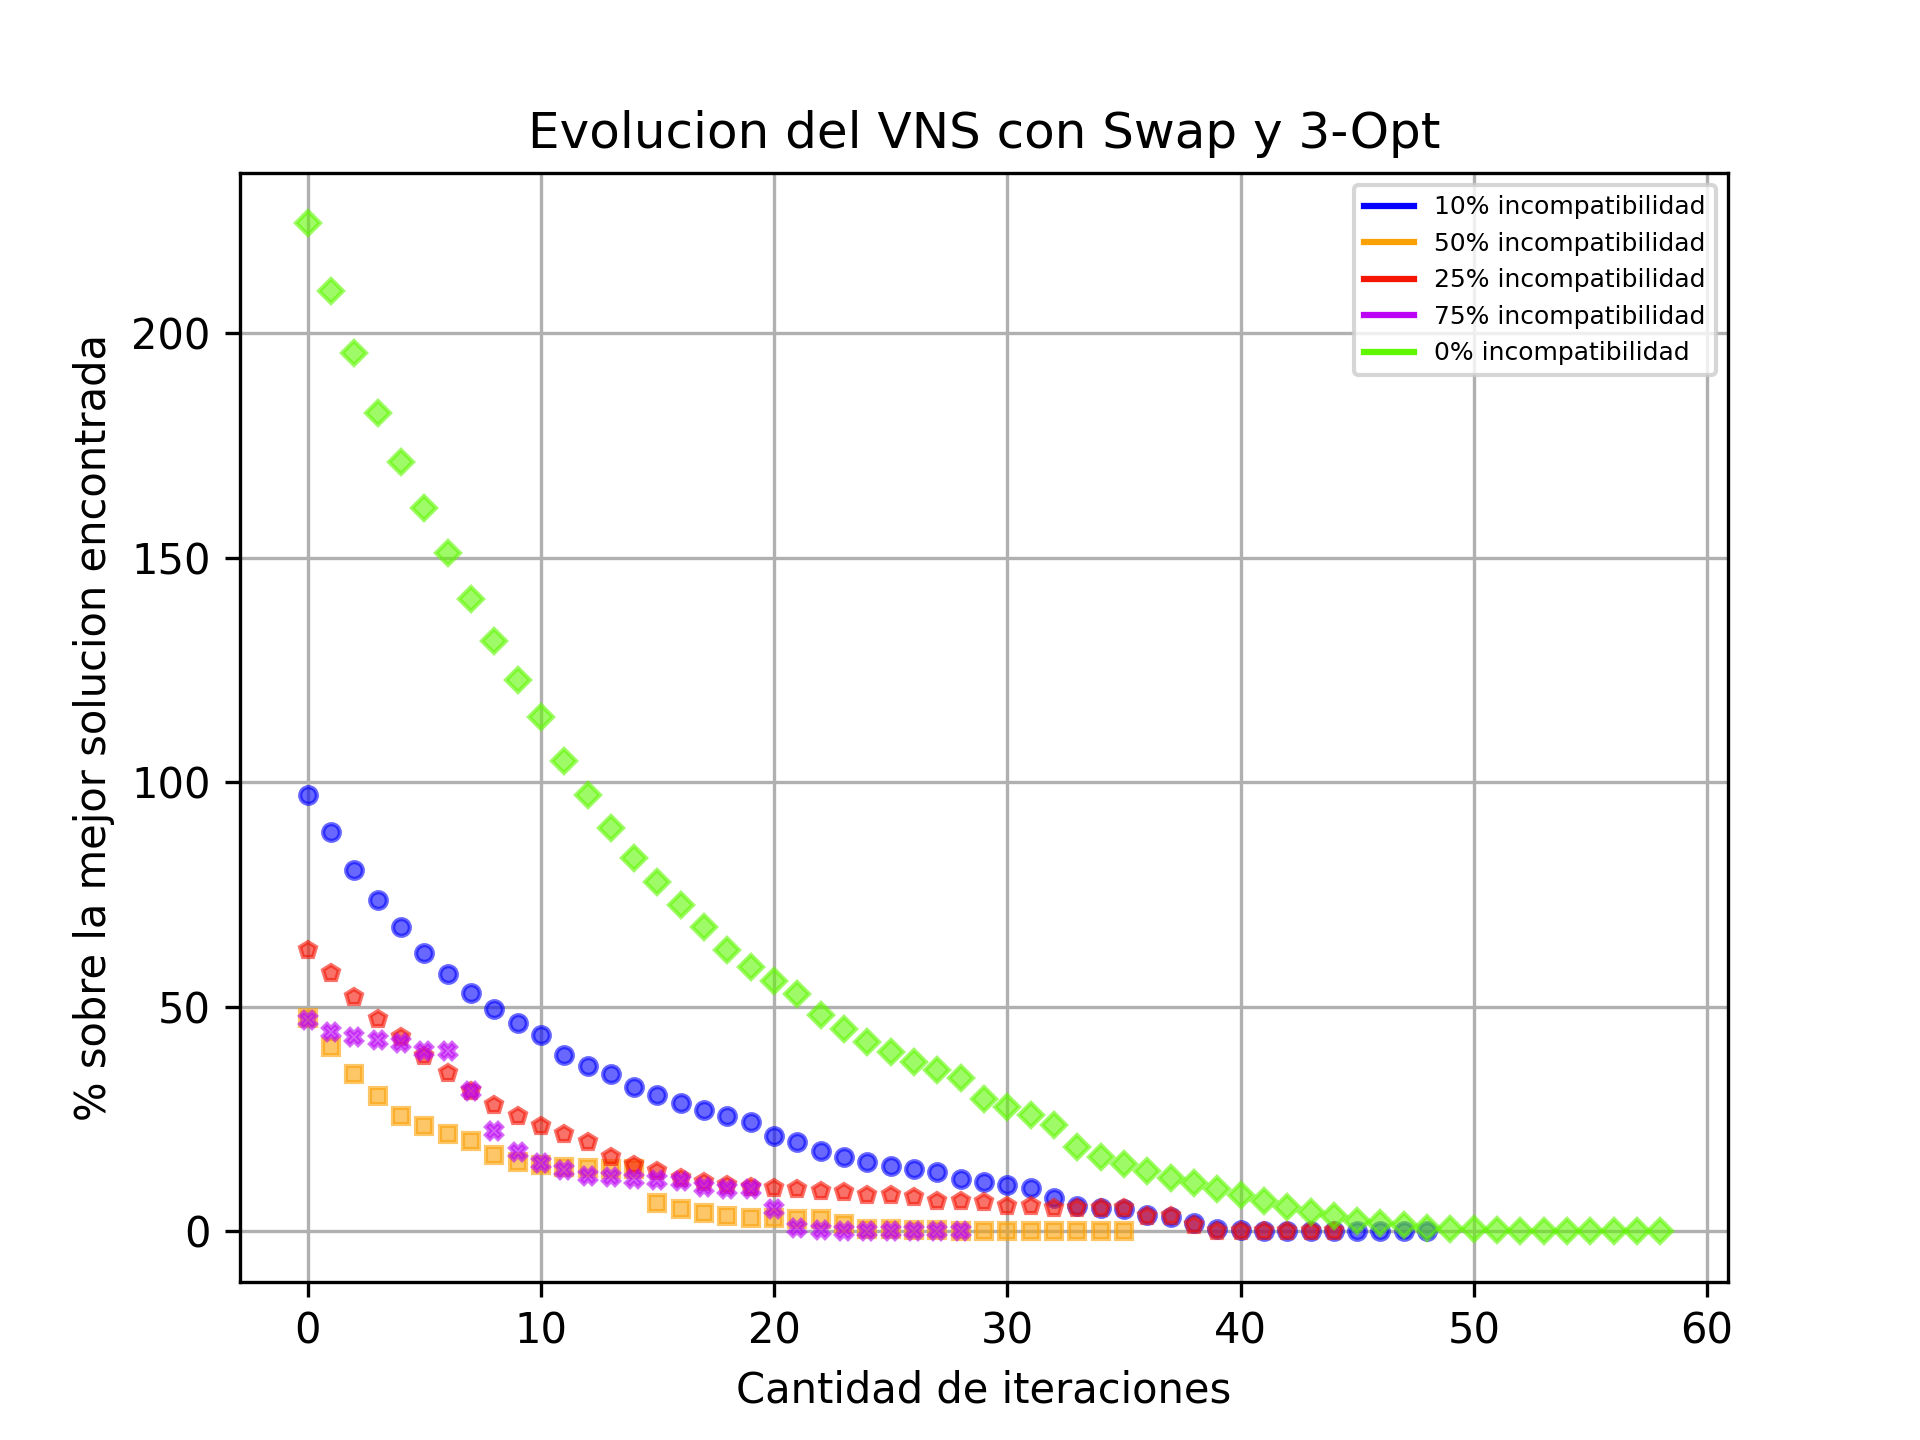 Evolucion del VNS con Swap y 3-Opt
10% incompatibilidad
50% incompatibilidad
25% incompatibilidad
75% incompatibilidad
0% incompatibilidad
% sobre la mejor solucion encontrada
200
150
100
50
0
0 10 20 30 40 50 60
Cantidad de iteraciones